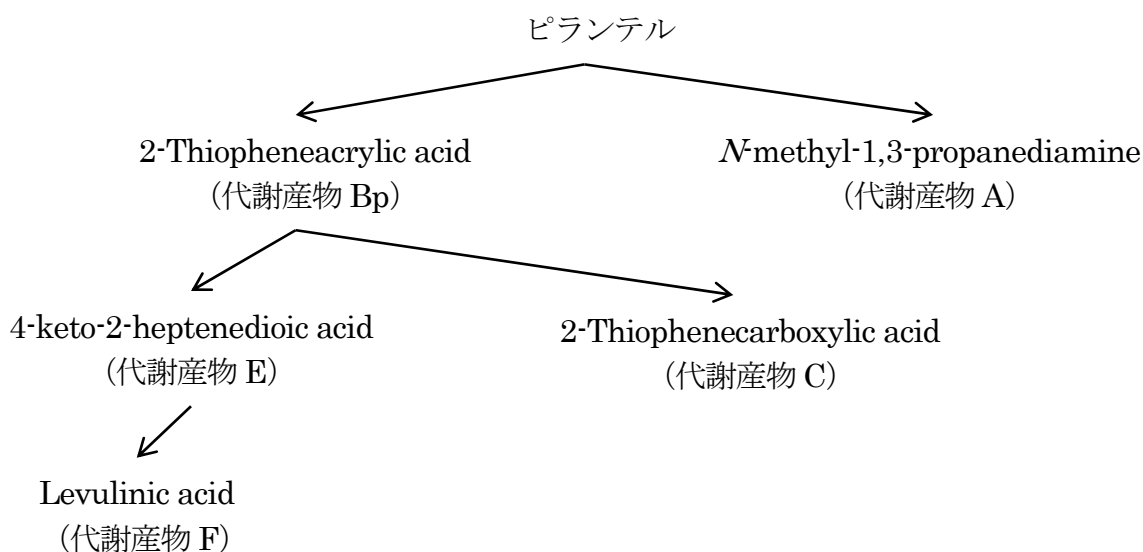 ピランテル
2-Thiopheneacrylic acid
（代謝産物 Bp）
N-methyl-1,3-propanediamine
（代謝産物 A）
4-keto-2-heptenedioic acid
（代謝産物 E）
2-Thiophenecarboxylic acid
（代謝産物 C）
Levulinic acid
（代謝産物 F）